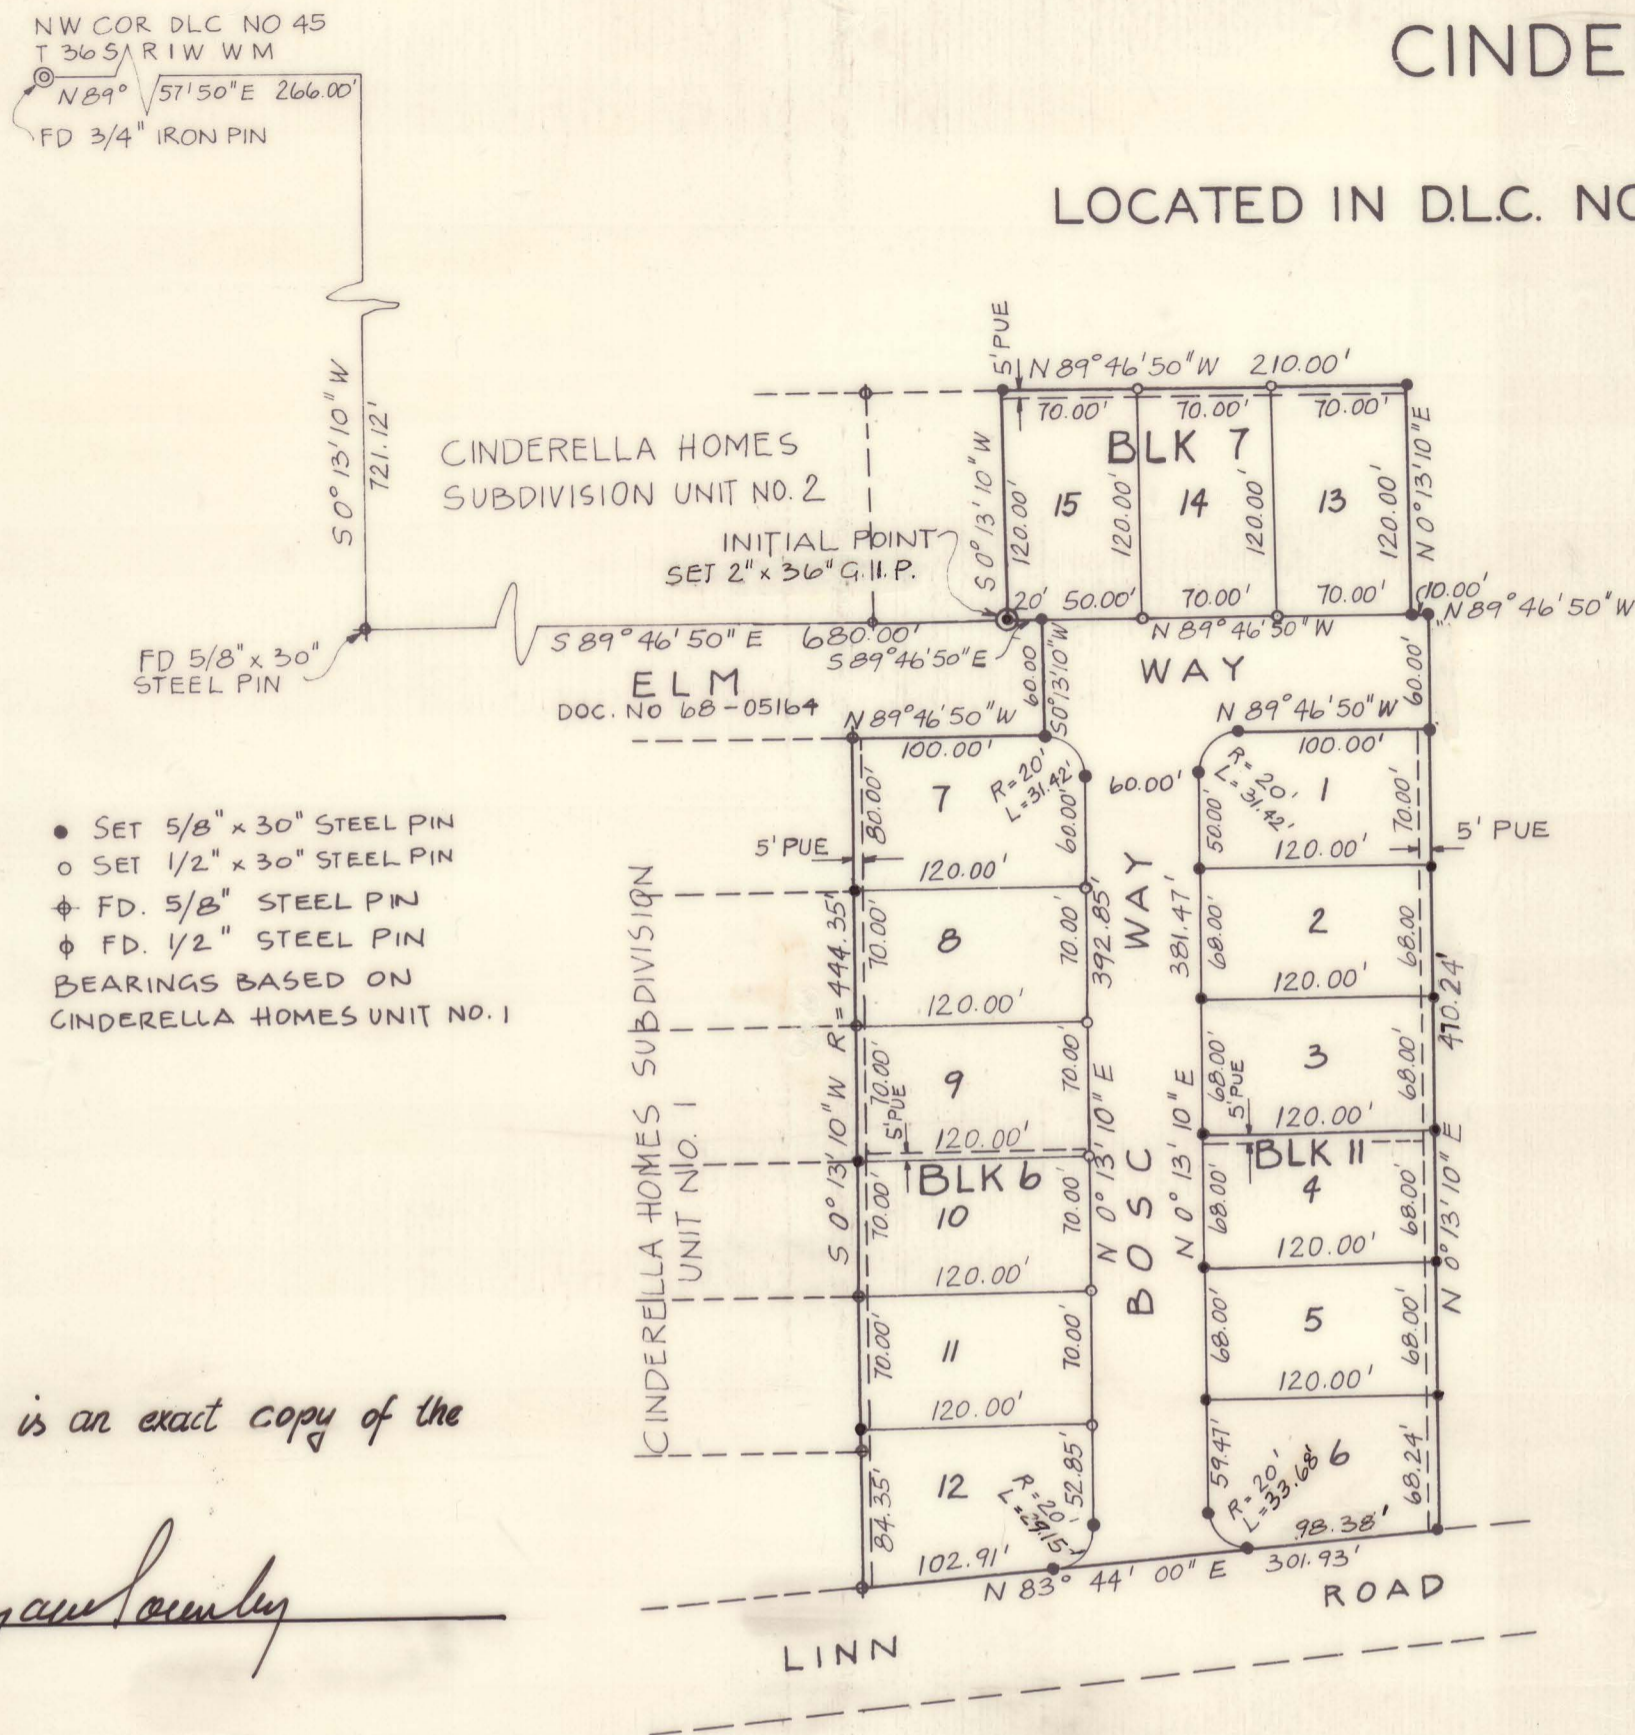 NW COR DLC NO 45
T 36 S R 1 W W M
N 89° 57' 50" E 266.00'
FD 3/4" IRON PIN
CINDE
LOCATED IN D.L.C. NO
S 0° 13' 10" W
721.12'
5' PUE
N 89° 46' 50" W 210.00'
70.00' 70.00' 70.00'
CINDERELLA HOMES
SUBDIVISION UNIT NO. 2
BLK 7
S 0° 13' 10" W
120.00'
15
120.00'
14
120.00'
13
120.00'
N 0° 13' 10" E
INITIAL POINT
SET 2" x 36" G.I.P.
20' 50.00' 70.00' 70.00' 10.00'
N 89° 46' 50" W
N 89° 46' 50" W
S 89° 46' 50" E 680.00'
S 89° 46' 50" E
FD 5/8" x 30"
STEEL PIN
ELM
WAY
DOC. NO 68-05164
60.00
S 0° 13' 10" W
60.00'
N 89° 46' 50" W
100.00'
N 89° 46' 50" W
100.00'
7
80.00'
R = 20'
L = 31.42'
60.00'
60.00'
R = 20'
L = 31.42'
1
50.00'
70.00'
5' PUE
5' PUE
120.00'
120.00'
● SET 5/8" x 30" STEEL PIN
○ SET 1/2" x 30" STEEL PIN
FD. 5/8" STEEL PIN
FD. 1/2" STEEL PIN
BEARINGS BASED ON
CINDERELLA HOMES UNIT NO. 1
CINDERELLA HOMES SUBDIVISION
UNIT NO. 1
S 0° 13' 10" W R = 444.35'
70.00'
8
70.00'
120.00'
392.85'
N 0° 13' 10" E
BOSC WAY
381.47'
N 0° 13' 10" E
68.00'
2
68.00
120.00'
470.24'
N 0° 13' 10" E
70.00'
5' PUE
9
70.00'
120.00'
68.00'
5' PUE
3
68.00'
120.00'
BLK 6
70.00'
10
70.00'
120.00'
BLK 11
68.00'
4
68.00'
120.00'
70.00'
11
70.00'
120.00'
68.00'
5
68.00'
120.00'
84.35'
12
R = 20'
L = 29.15'
52.85'
102.91'
59.47'
R = 20'
L = 33.68'
6
68.24'
98.38'
N 83° 44' 00" E 301.93'
LINN ROAD
is an exact copy of the